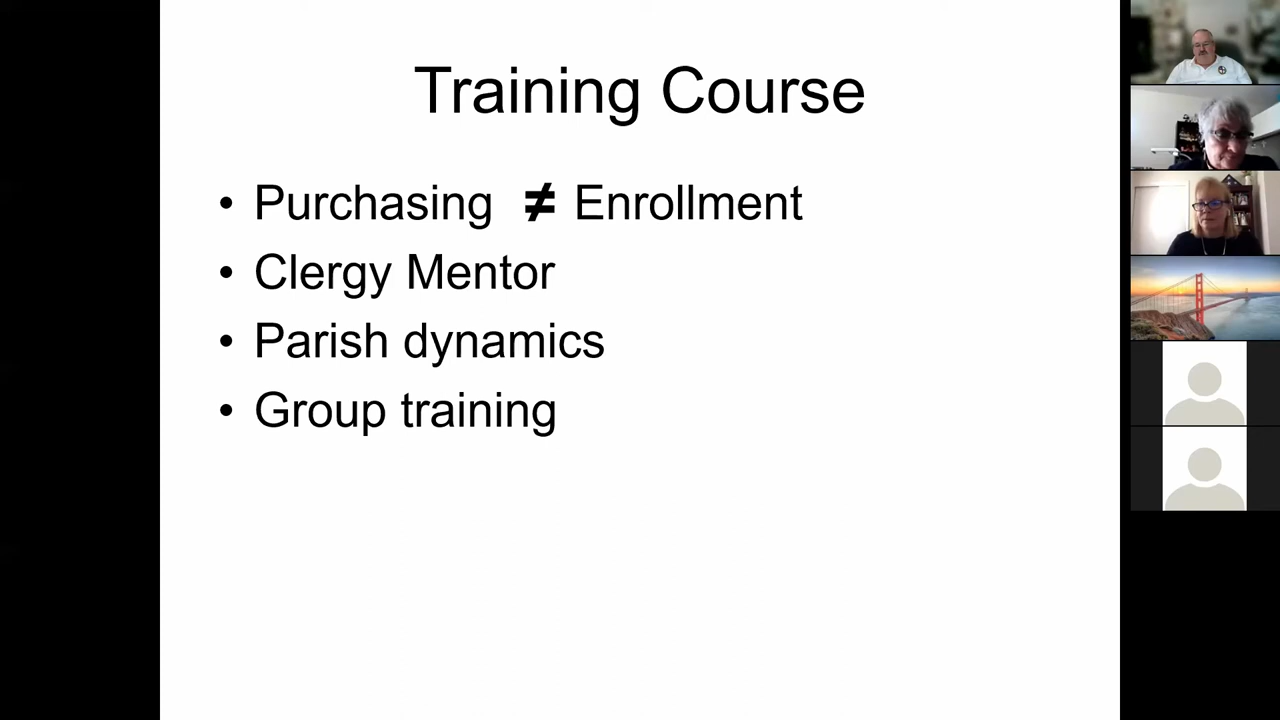 Training Course
• Purchasing ≠ Enrollment
• Clergy Mentor
• Parish dynamics
• Group training